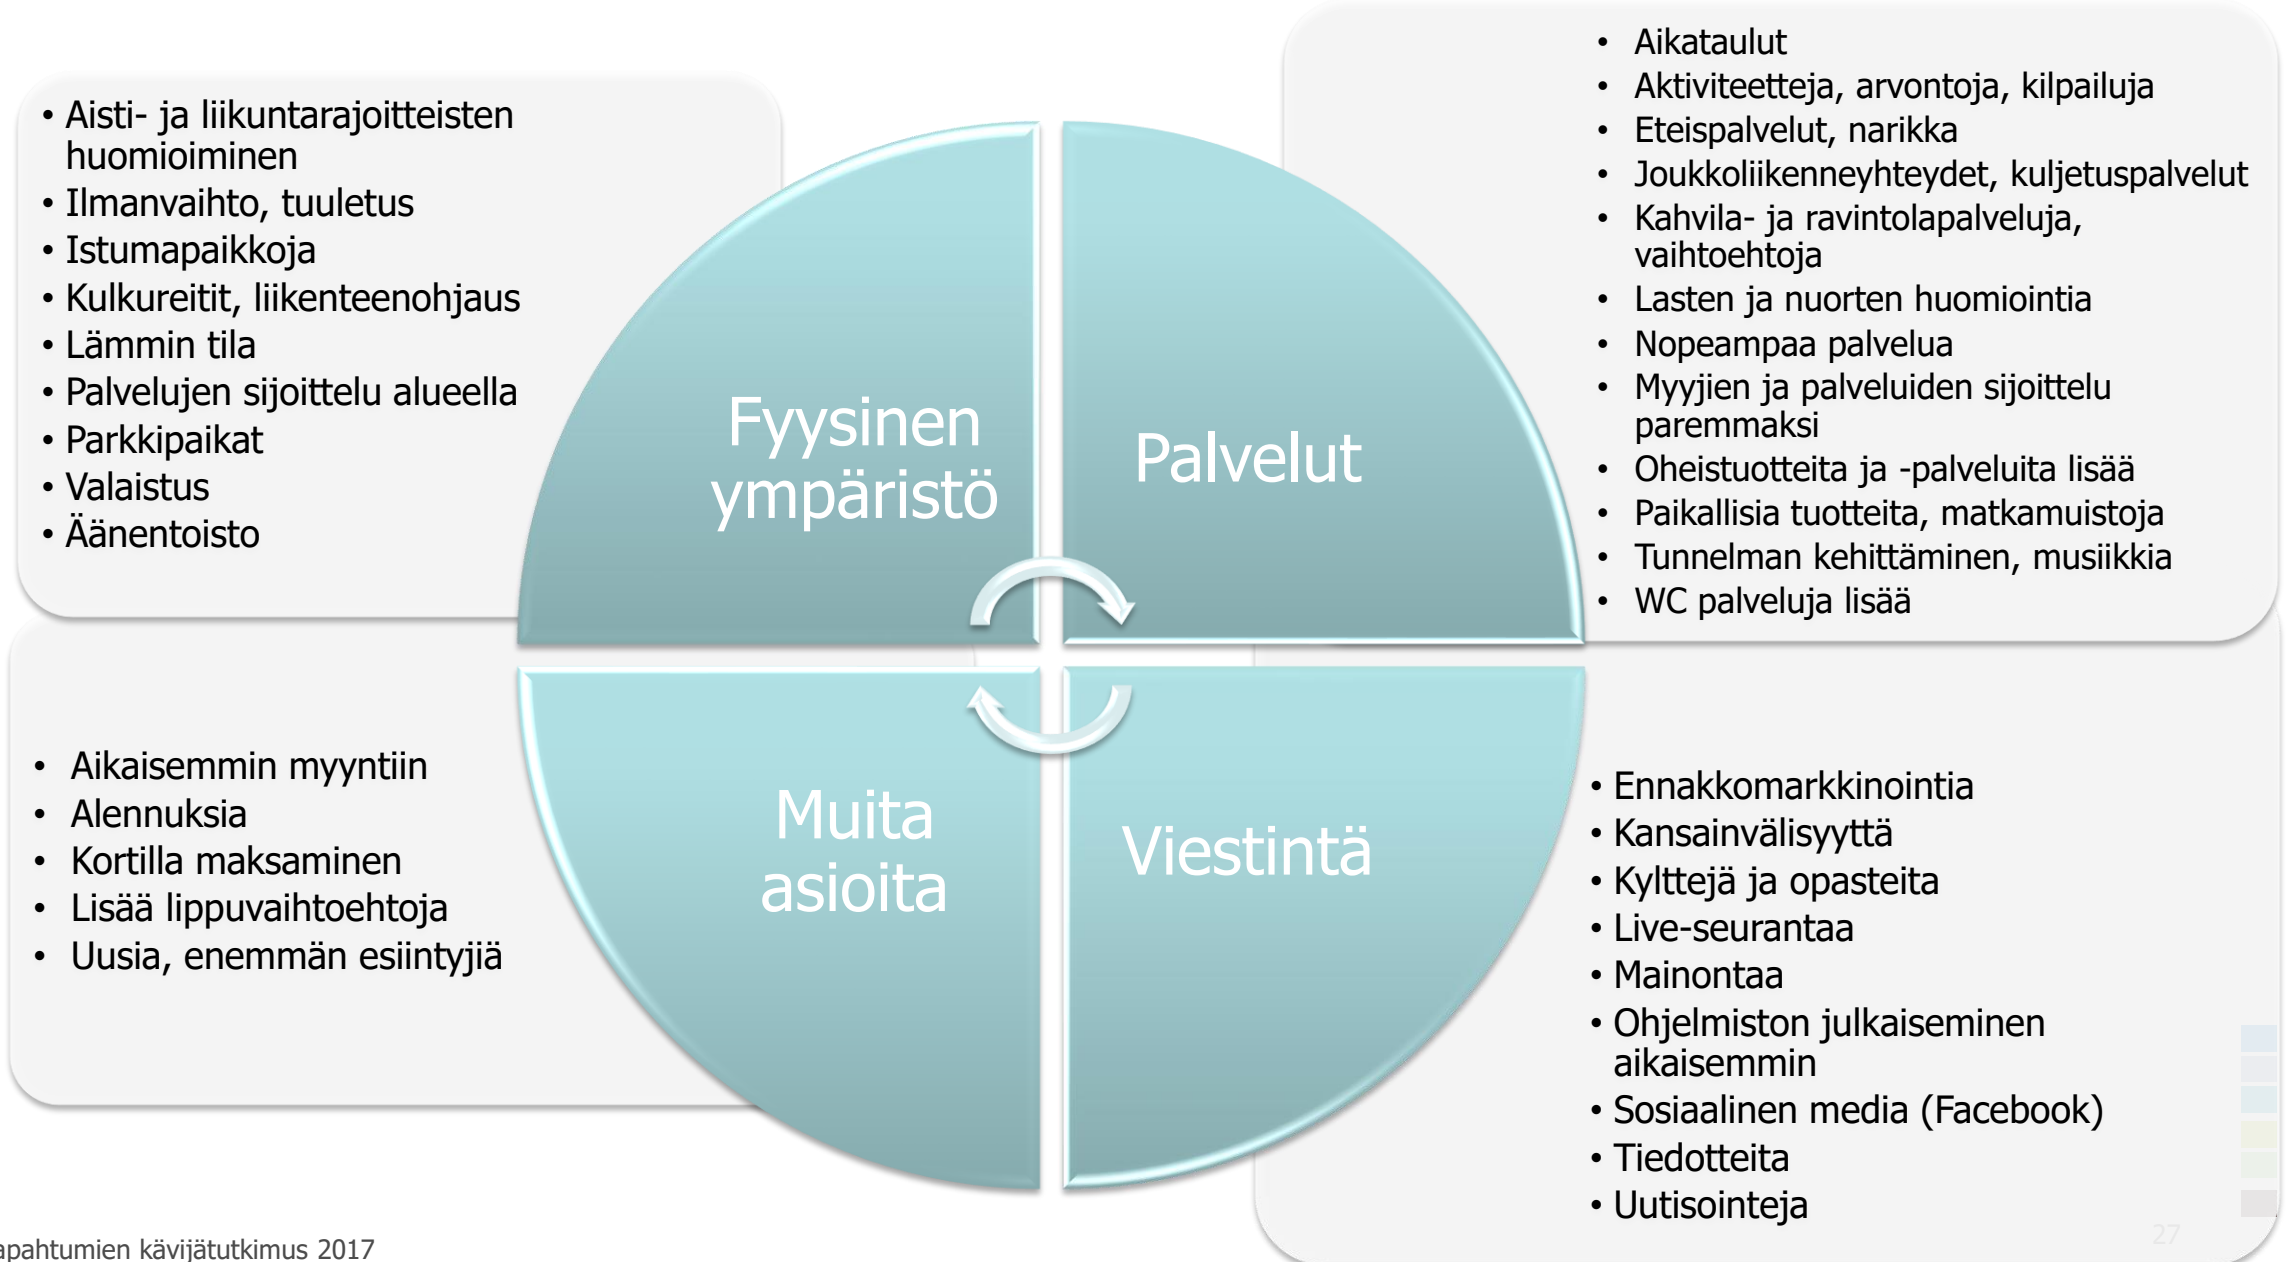 • Aisti- ja liikuntarajoitteisten
huomioiminen
• Ilmanvaihto, tuuletus
• Istumapaikkoja
• Kulkureitit, liikenteenohjaus
• Lämmin tila
• Palvelujen sijoittelu alueella
• Parkkipaikat
• Valaistus
• Äänentoisto
Fyysinen
ympäristö
Palvelut
• Aikataulut
• Aktiviteetteja, arvontoja, kilpailuja
• Eteispalvelut, narikka
• Joukkoliikenneyhteydet, kuljetuspalvelut
• Kahvila- ja ravintolapalveluja,
vaihtoehtoja
• Lasten ja nuorten huomiointia
• Nopeampaa palvelua
• Myyjien ja palveluiden sijoittelu
paremmaksi
• Oheistuotteita ja -palveluita lisää
• Paikallisia tuotteita, matkamuistoja
• Tunnelman kehittäminen, musiikkia
• WC palveluja lisää
• Aikaisemmin myyntiin
• Alennuksia
• Kortilla maksaminen
• Lisää lippuvaihtoehtoja
• Uusia, enemmän esiintyjiä
Muita
asioita
Viestintä
• Ennakkomarkkinointia
• Kansainvälisyyttä
• Kylttejä ja opasteita
• Live-seurantaa
• Mainontaa
• Ohjelmiston julkaiseminen
aikaisemmin
• Sosiaalinen media (Facebook)
• Tiedotteita
• Uutisointeja
apahtumien kävijätutkimus 2017
27